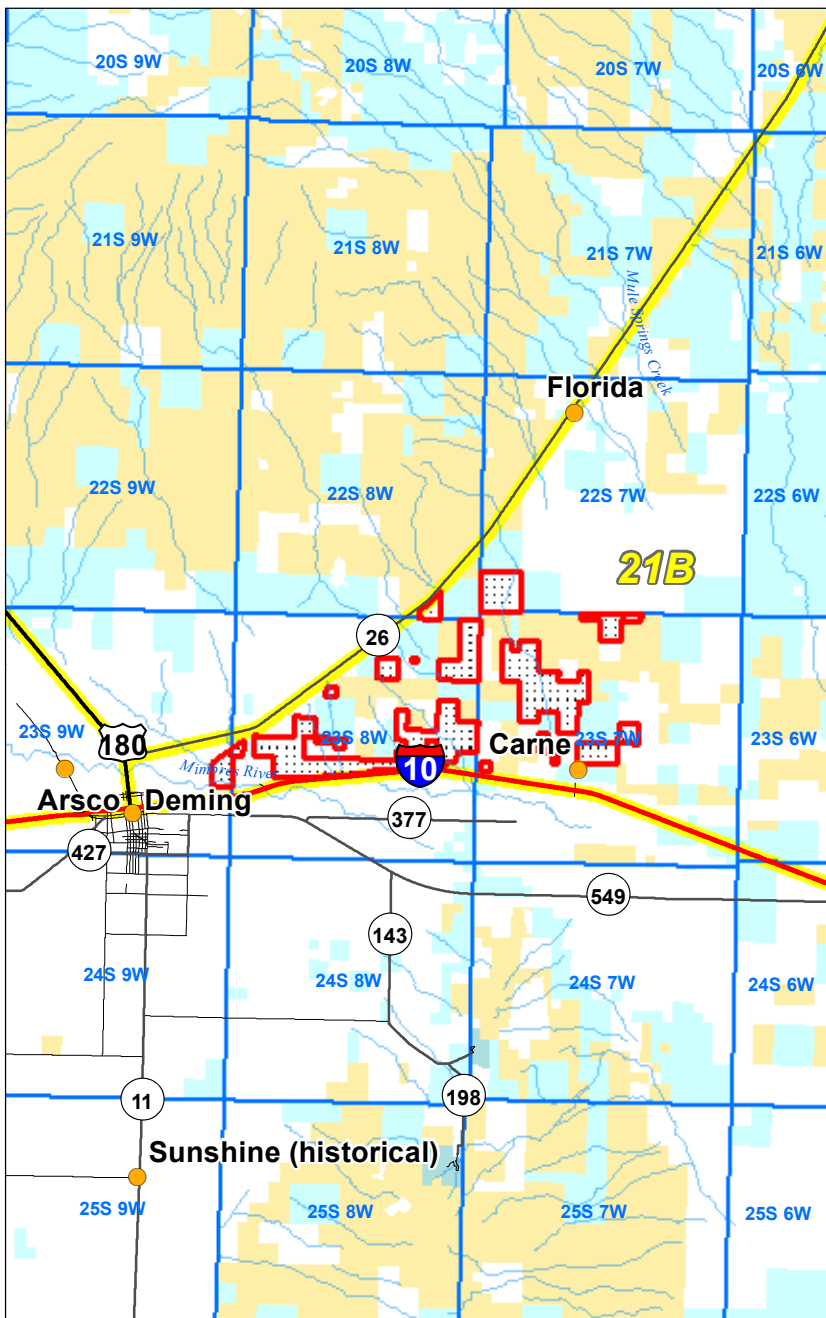 20S 9W
20S 8W
20S 7W
20S 6W
21S 9W
21S 8W
21S 7W
21S 6W
Mule Springs Creek
Florida
22S 9W
22S 8W
22S 7W
22S 6W
21B
26
23S 9W
180
23S 8W
Carne
23S 7W
23S 6W
Mimbres River
10
Arsco
Deming
377
427
549
143
24S 9W
24S 8W
24S 7W
24S 6W
11
198
Sunshine (historical)
25S 9W
25S 8W
25S 7W
25S 6W